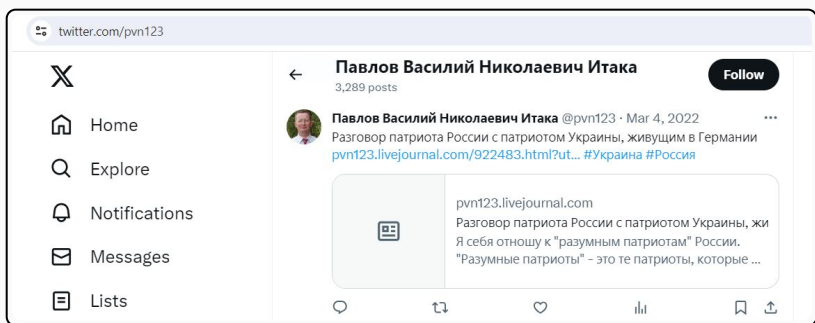 twitter.com/pvn123
Павлов Василий Николаевич Итака
3,289 posts
Follow
Home
Explore
Notifications
Messages
Lists
Павлов Василий Николаевич Итака @pvn123 · Mar 4, 2022
Разговор патриота России с патриотом Украины, живущим в Германии
pvn123.livejournal.com/922483.html?ut... #Украина #Россия
pvn123.livejournal.com
Разговор патриота России с патриотом Украины, жи
Я себя отношу к "разумным патриотам" России.
"Разумные патриоты" - это те патриоты, которые ...